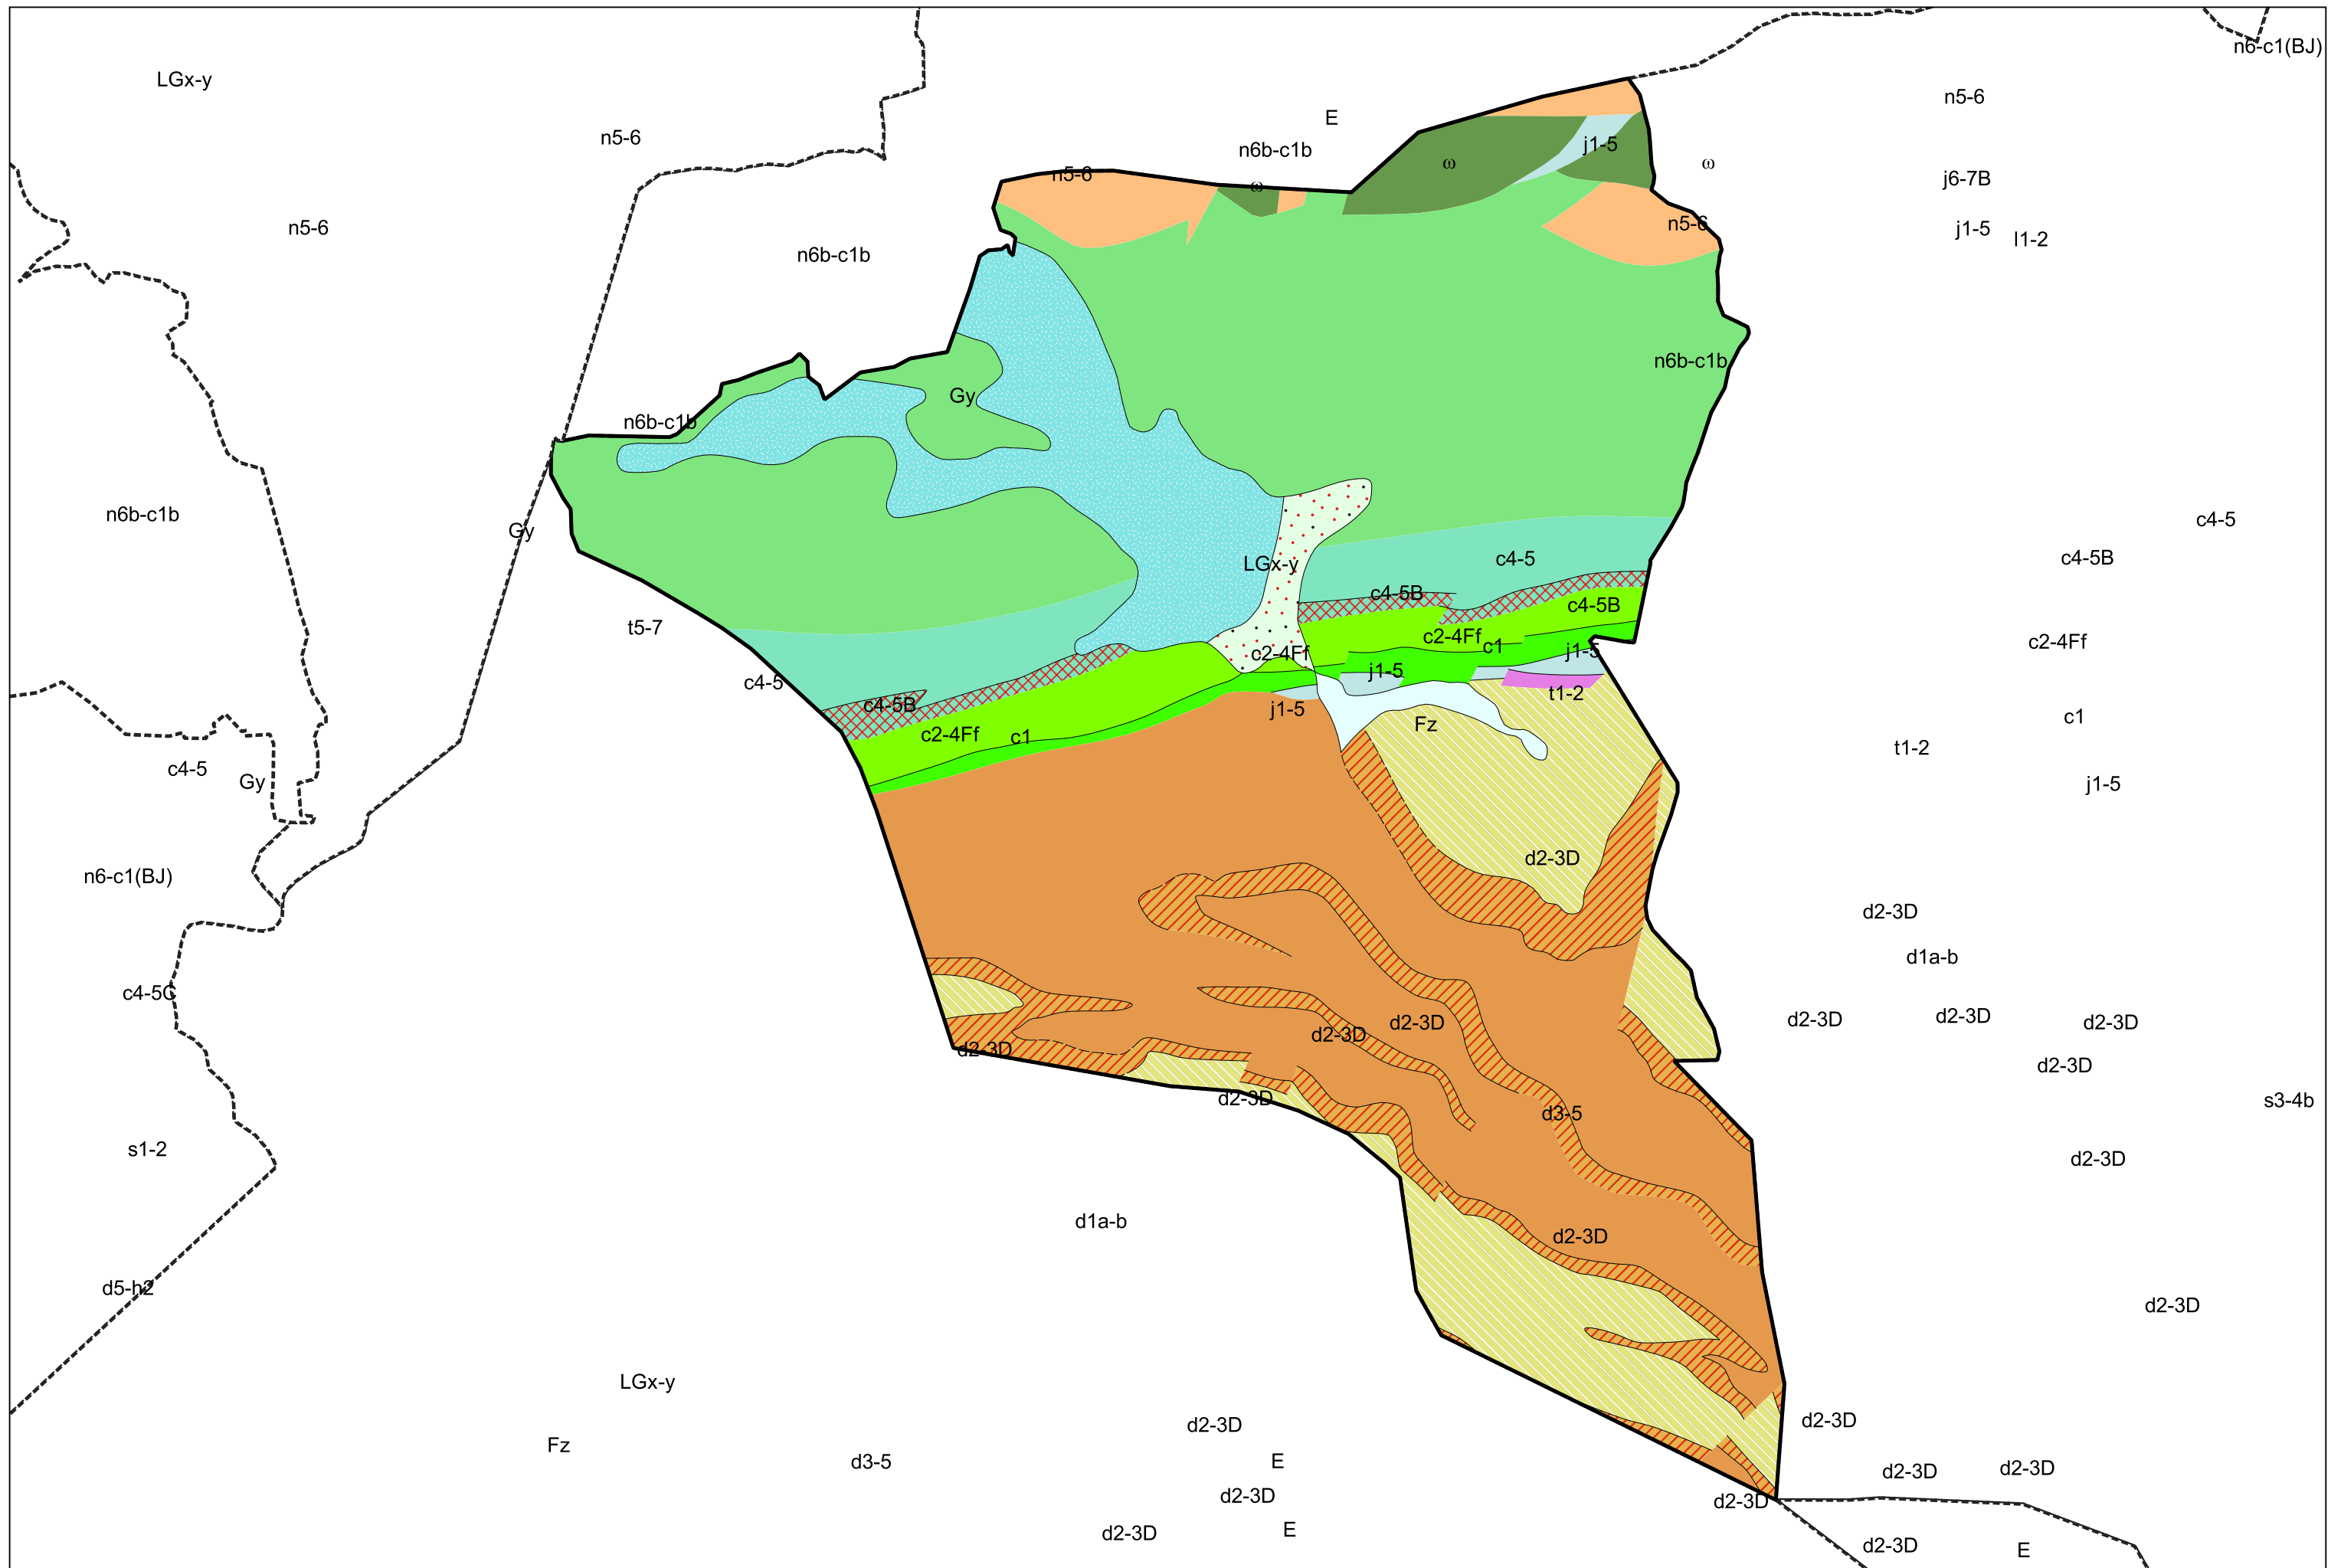 n6-c1(BJ)
LGx-y
n5-6
E
n5-6
j1-5
n6b-c1b
ω
ω
n5-6
j6-7B
ω
n5-6
n5-6
j1-5
l1-2
n6b-c1b
n6b-c1b
Gy
n6b-c1b
n6b-c1b
c4-5
Gy
c4-5
c4-5B
LGx-y
c4-5B
c4-5B
t5-7
c2-4Ff
c2-4Ff
c1
j1-5
c2-4Ff
j1-5
c4-5
t1-2
c4-5B
j1-5
c1
Fz
c2-4Ff
c1
t1-2
c4-5
Gy
j1-5
d2-3D
n6-c1(BJ)
d2-3D
d1a-b
c4-5C
d2-3D
d2-3D
d2-3D
d2-3D
d2-3D
d2-3D
d2-3D
d2-3D
s3-4b
d3-5
s1-2
d2-3D
d1a-b
d2-3D
d5-h2
d2-3D
LGx-y
d2-3D
d2-3D
Fz
d3-5
E
d2-3D
d2-3D
d2-3D
d2-3D
d2-3D
E
d2-3D
E